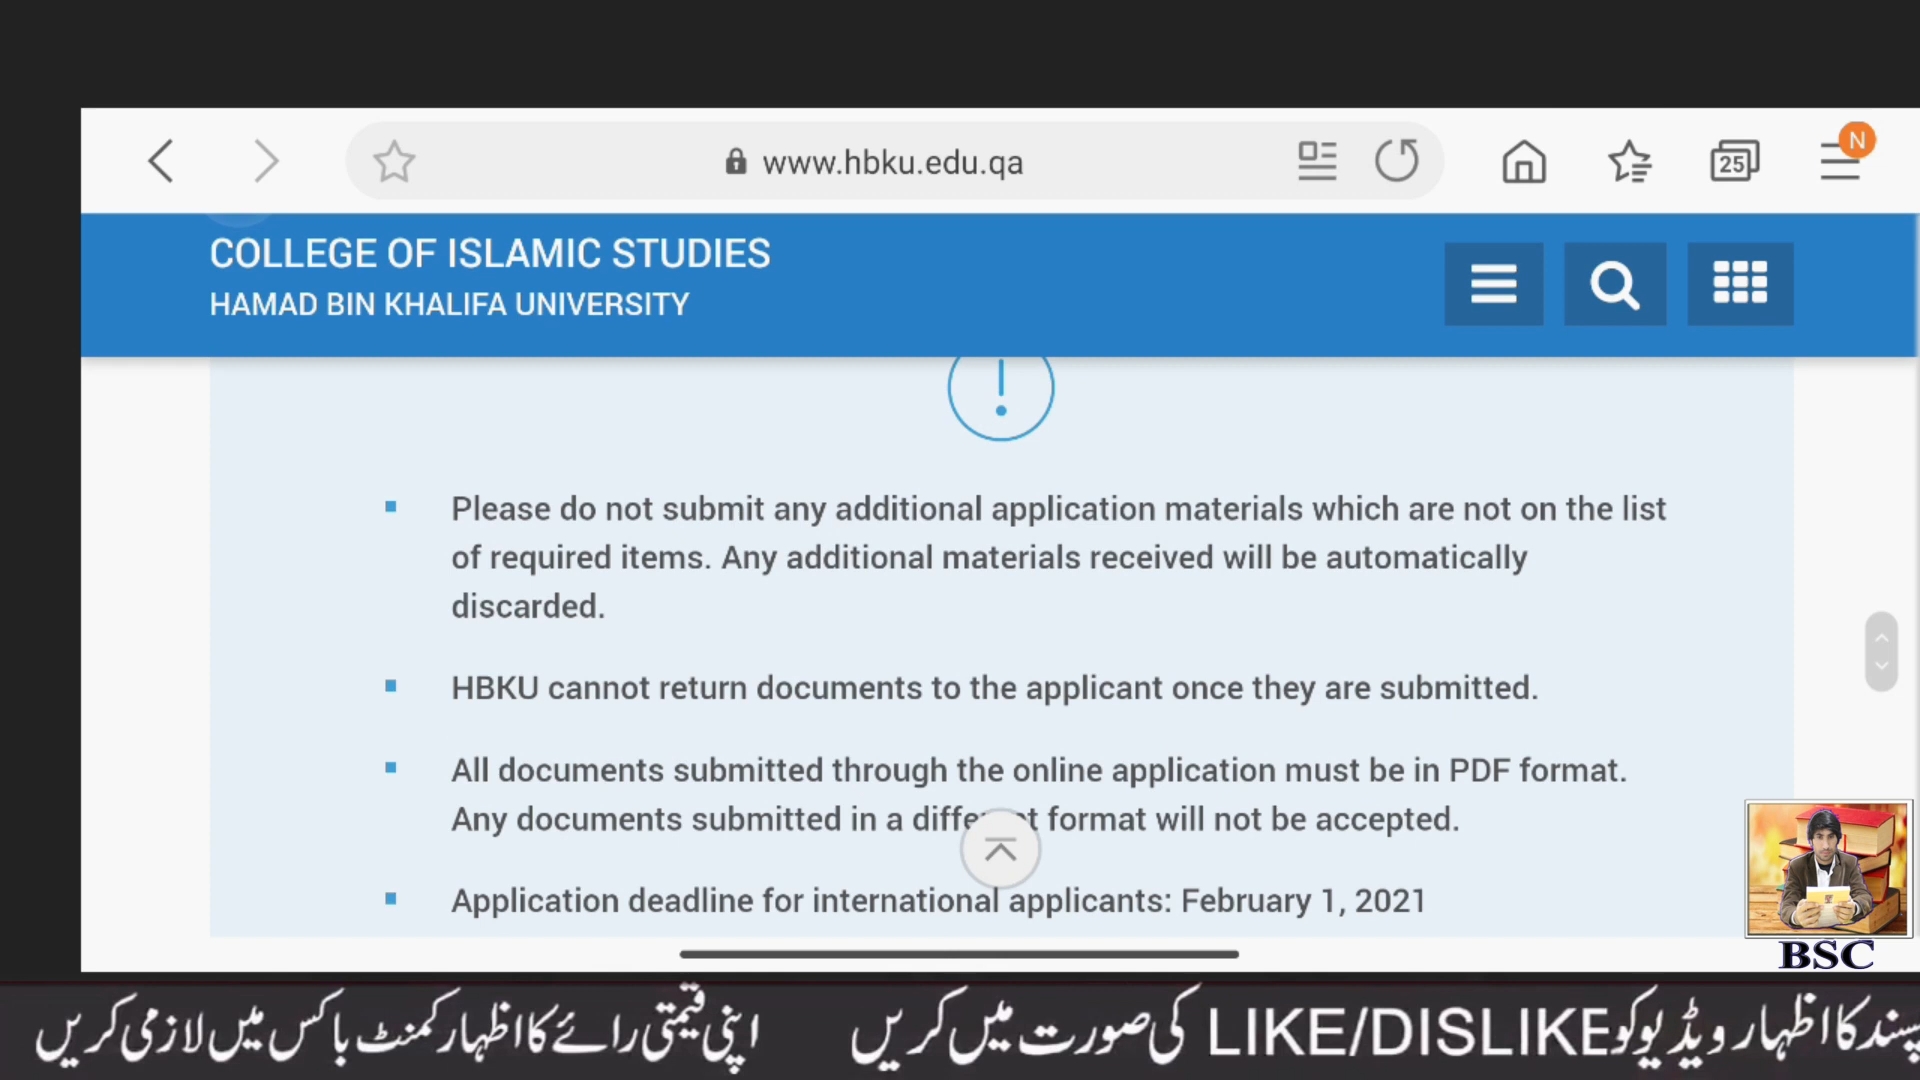 www.hbku.edu.qa
25
N
COLLEGE OF ISLAMIC STUDIES
HAMAD BIN KHALIFA UNIVERSITY
Please do not submit any additional application materials which are not on the list
of required items. Any additional materials received will be automatically
discarded.
HBKU cannot return documents to the applicant once they are submitted.
All documents submitted through the online application must be in PDF format.
Any documents submitted in a different format will not be accepted.
Application deadline for international applicants: February 1, 2021
BSC
پسند کا اظہار ویڈیو کو LIKE/DISLIKE کی صورت میں کریں اپنی قیمتی رائے کا اظہار کمنٹ باکس میں لازمی کریں